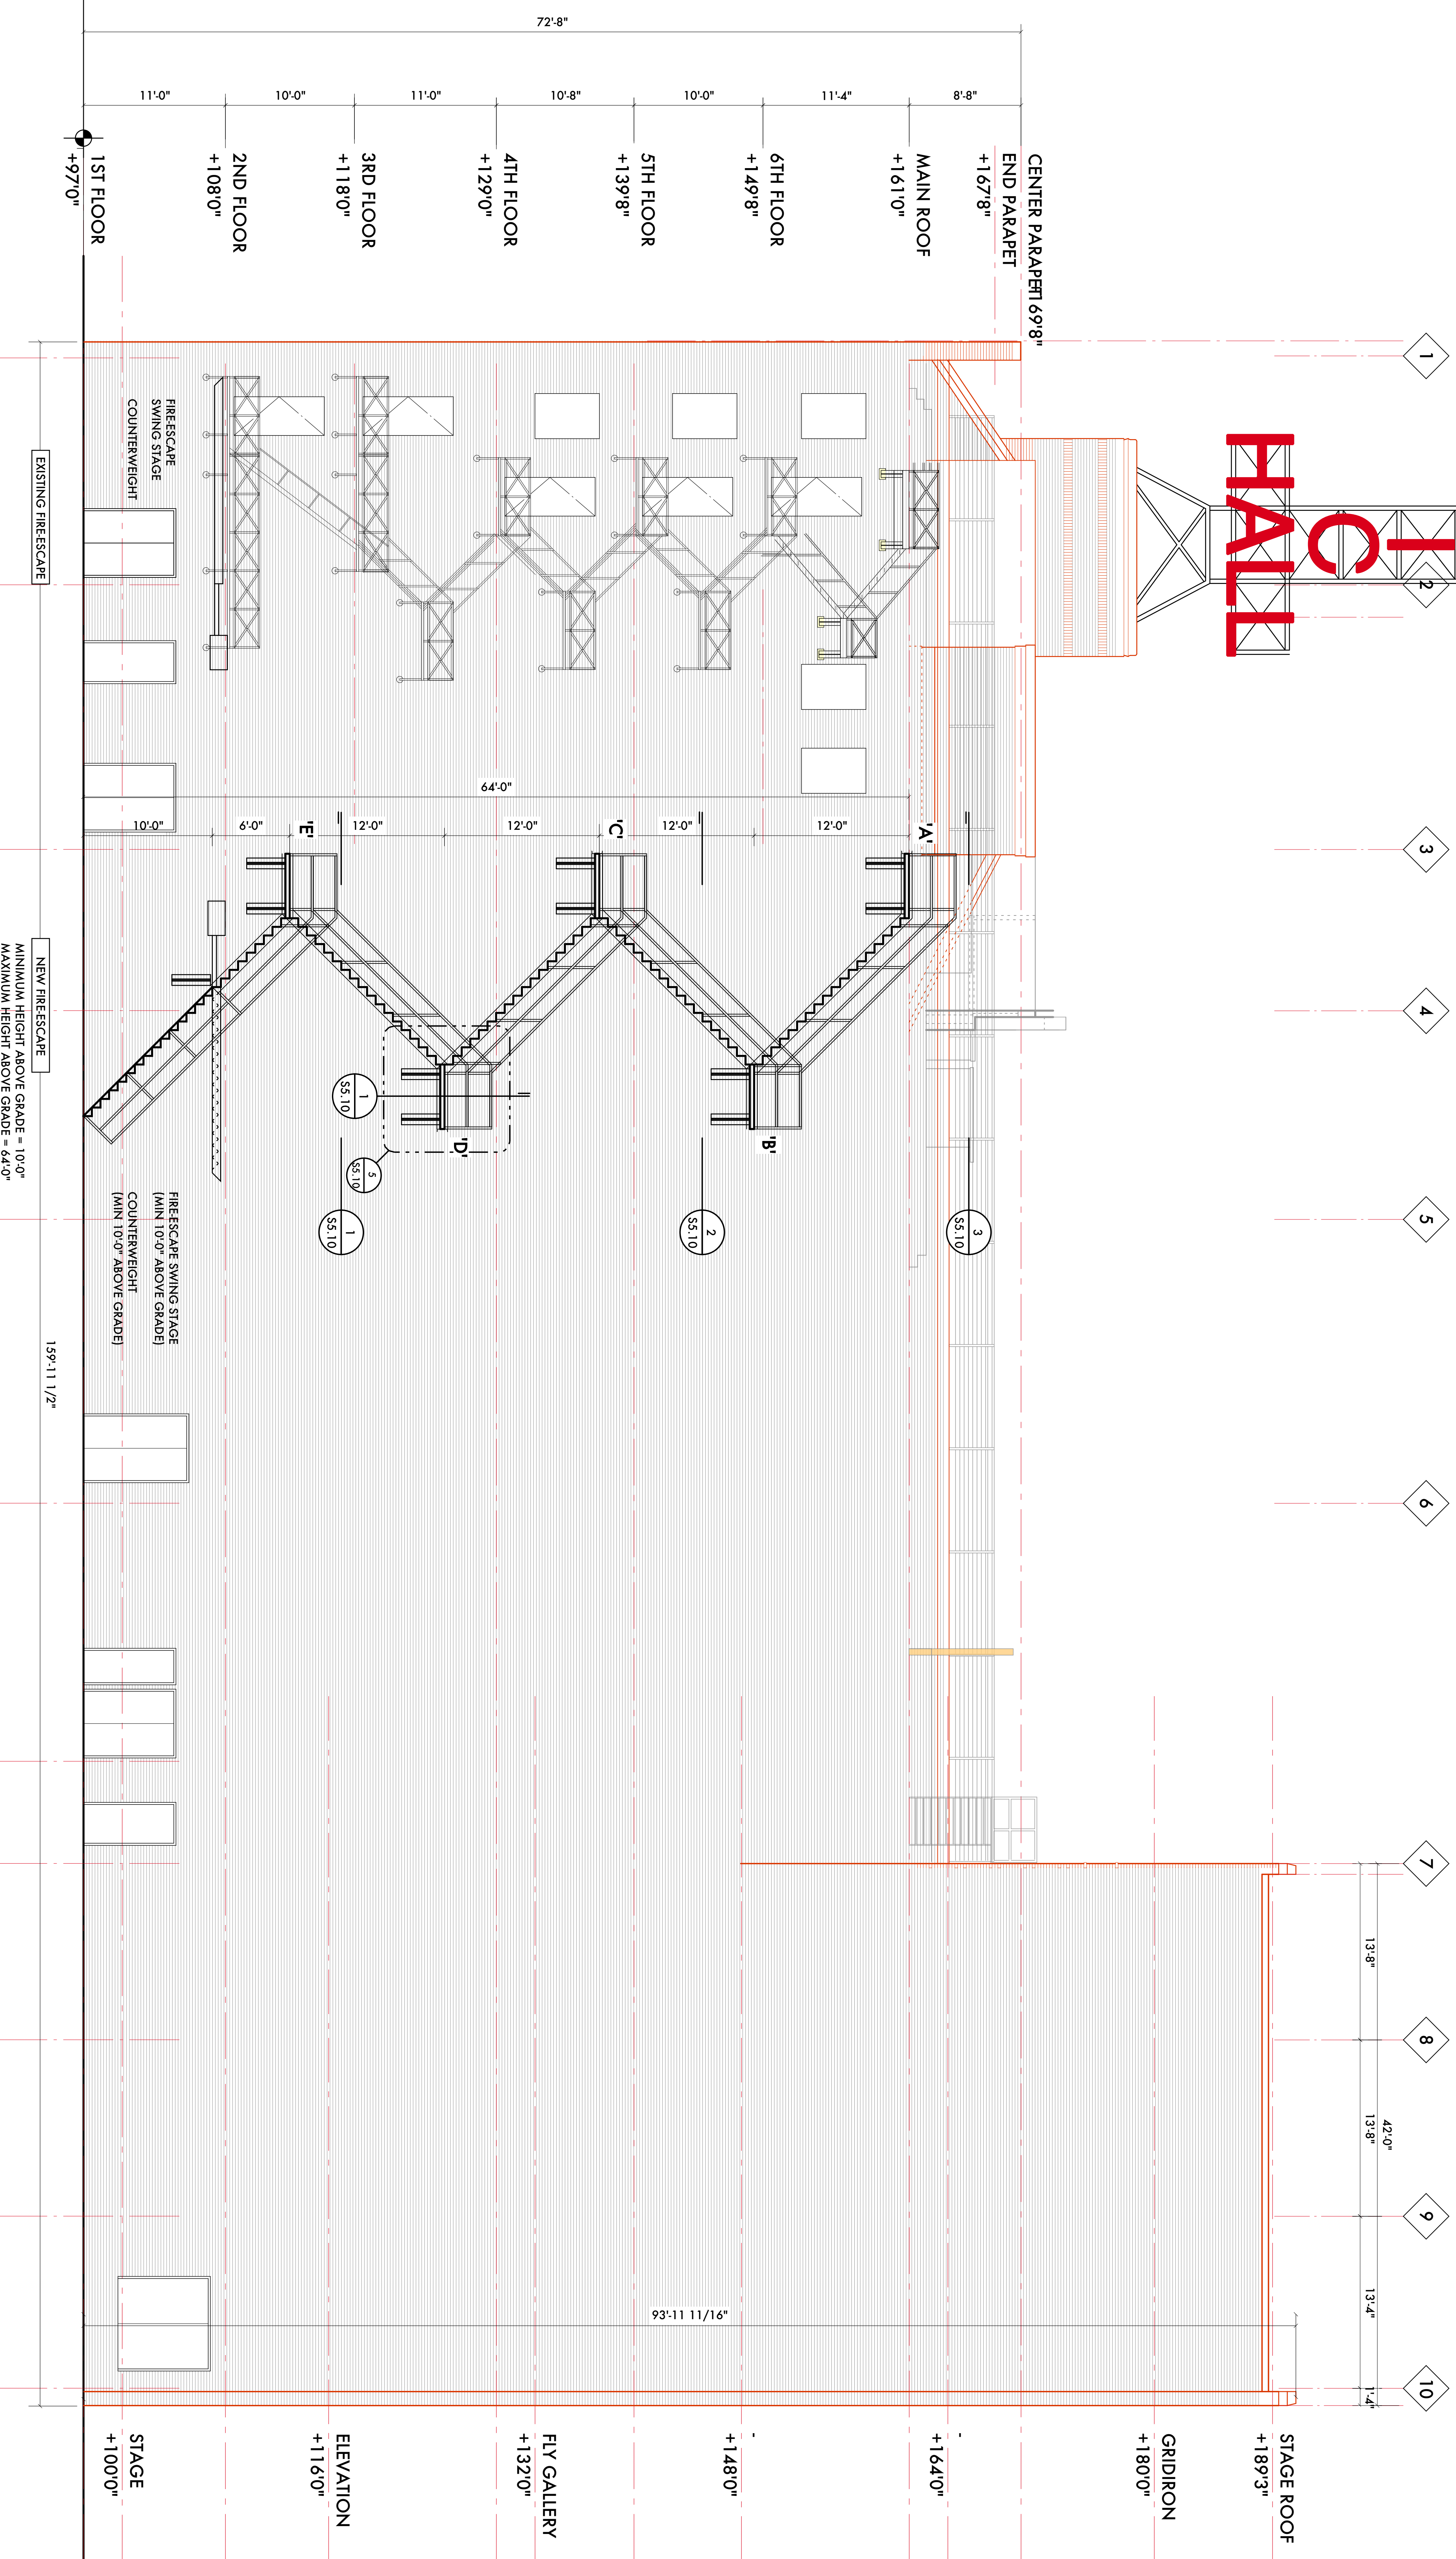 72'-8"
11'-0"
10'-0"
11'-0"
10'-8"
10'-0"
11'-4"
8'-8"
CENTER PARAPET +169'8"
END PARAPET
+167'8"
MAIN ROOF
+161'0"
6TH FLOOR
+149'8"
5TH FLOOR
+139'8"
4TH FLOOR
+129'0"
3RD FLOOR
+118'0"
2ND FLOOR
+108'0"
1ST FLOOR
+97'0"
1
2
3
4
5
6
7
8
9
10
I
C
HALL
FIRE-ESCAPE
SWING STAGE
COUNTERWEIGHT
EXISTING FIRE-ESCAPE
64'-0"
10'-0"
6'-0"
12'-0"
12'-0"
12'-0"
12'-0"
'A'
'B'
'C'
'D'
'E'
1
S5.10
5
S5.10
1
S5.10
2
S5.10
3
S5.10
NEW FIRE-ESCAPE
MINIMUM HEIGHT ABOVE GRADE = 10'-0"
MAXIMUM HEIGHT ABOVE GRADE = 64'-0"
FIRE-ESCAPE SWING STAGE
(MIN 10'-0" ABOVE GRADE)
COUNTERWEIGHT
(MIN 10'-0" ABOVE GRADE)
159'-11 1/2"
13'-8"
13'-8"
13'-4"
1'-4"
42'-0"
93'-11 11/16"
STAGE ROOF
+189'3"
GRIDIRON
+180'0"
-
+164'0"
-
+148'0"
FLY GALLERY
+132'0"
ELEVATION
+116'0"
STAGE
+100'0"